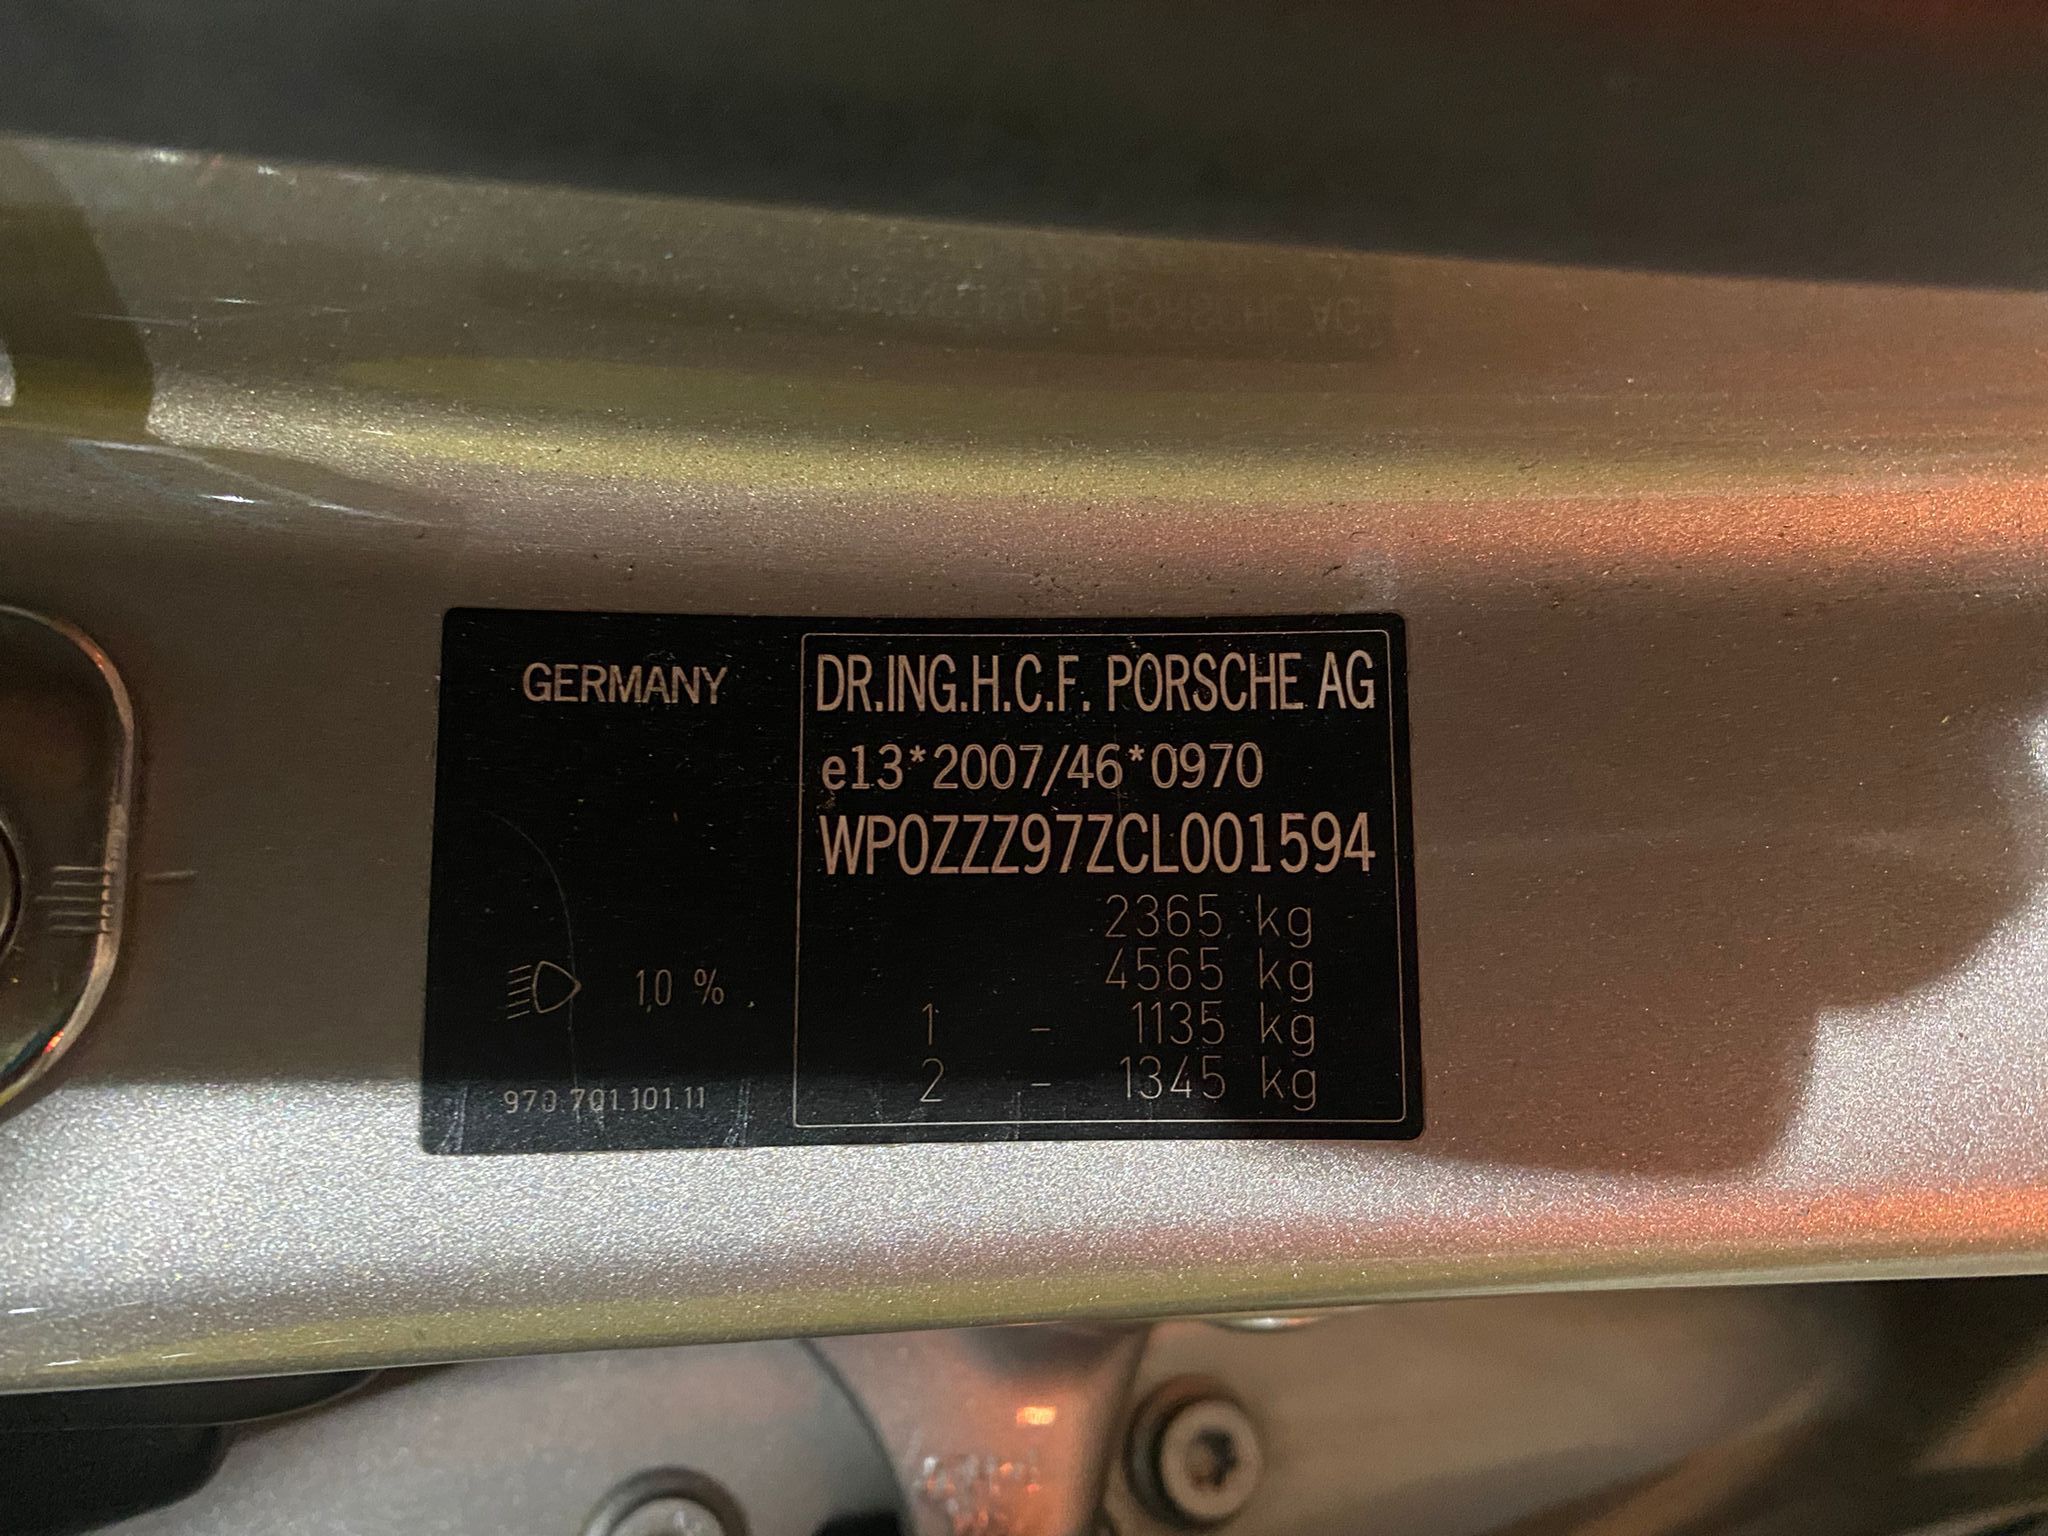 GERMANY
1,0 %
970.701.101.11
DR.ING.H.C.F. PORSCHE AG
e13*2007/46*0970
WP0ZZZ97ZCL001594
2365 kg
4565 kg
1 - 1135 kg
2 - 1345 kg